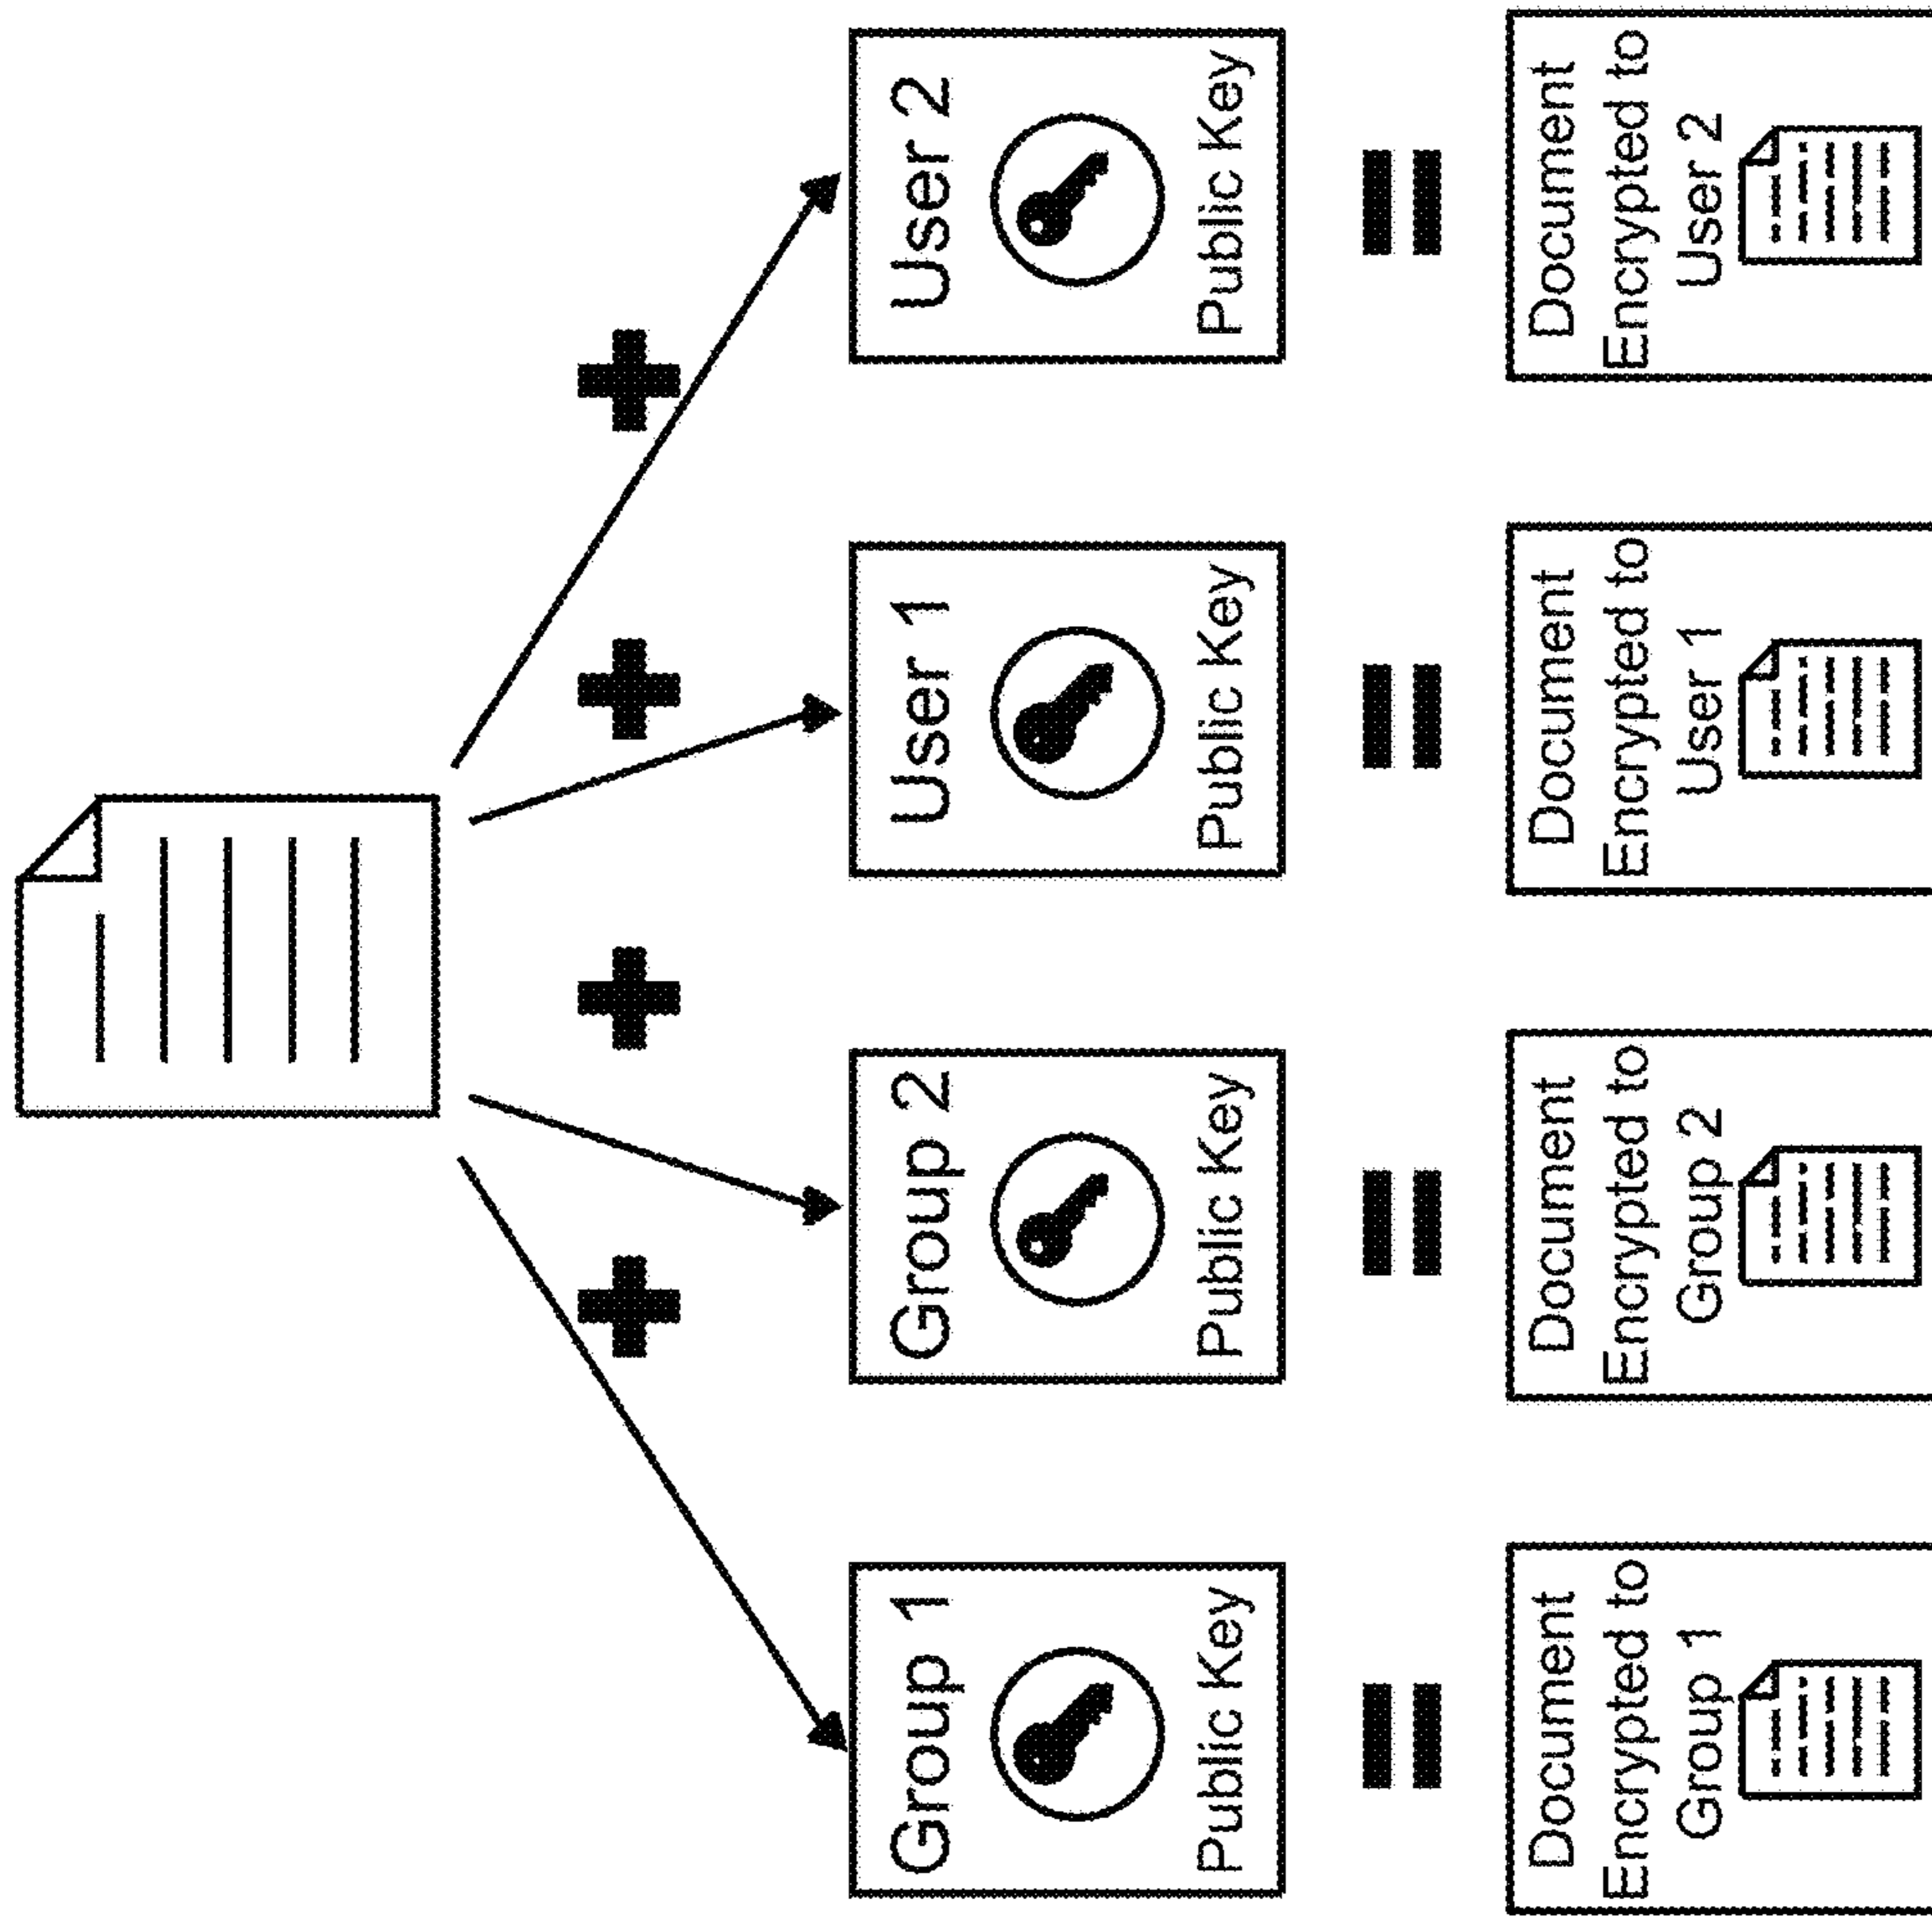 Group 1
Public Key
Group 2
Public Key
User 1
Public Key
User 2
Public Key
Document
Encrypted to
Group 1
Document
Encrypted to
Group 2
Document
Encrypted to
User 1
Document
Encrypted to
User 2